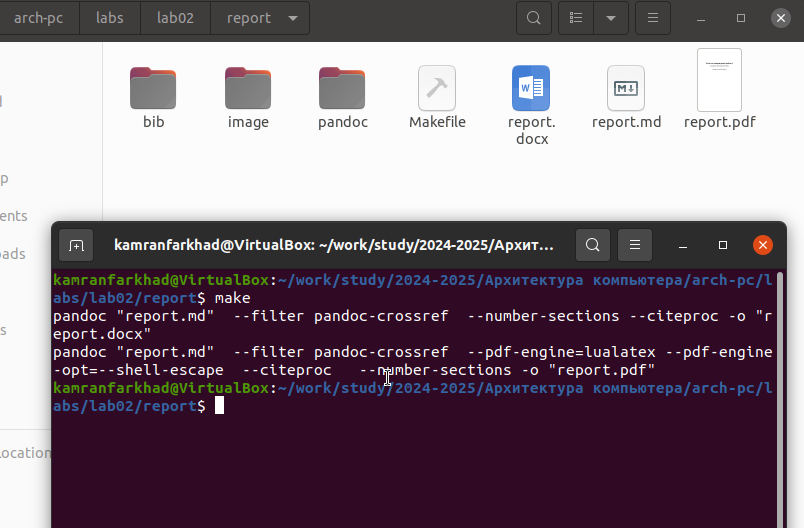 arch-pc labs lab02 report
bib image pandoc Makefile report.docx report.md report.pdf
p
ents
ads
s
ocation
kamranfarkhad@VirtualBox: ~/work/study/2024-2025/Архит...
kamranfarkhad@VirtualBox:~/work/study/2024-2025/Архитектура компьютера/arch-pc/l
abs/lab02/report$ make
pandoc "report.md"  --filter pandoc-crossref  --number-sections --citeproc -o "r
eport.docx"
pandoc "report.md"  --filter pandoc-crossref  --pdf-engine=lualatex --pdf-engine
-opt=--shell-escape  --citeproc   --number-sections -o "report.pdf"
kamranfarkhad@VirtualBox:~/work/study/2024-2025/Архитектура компьютера/arch-pc/l
abs/lab02/report$